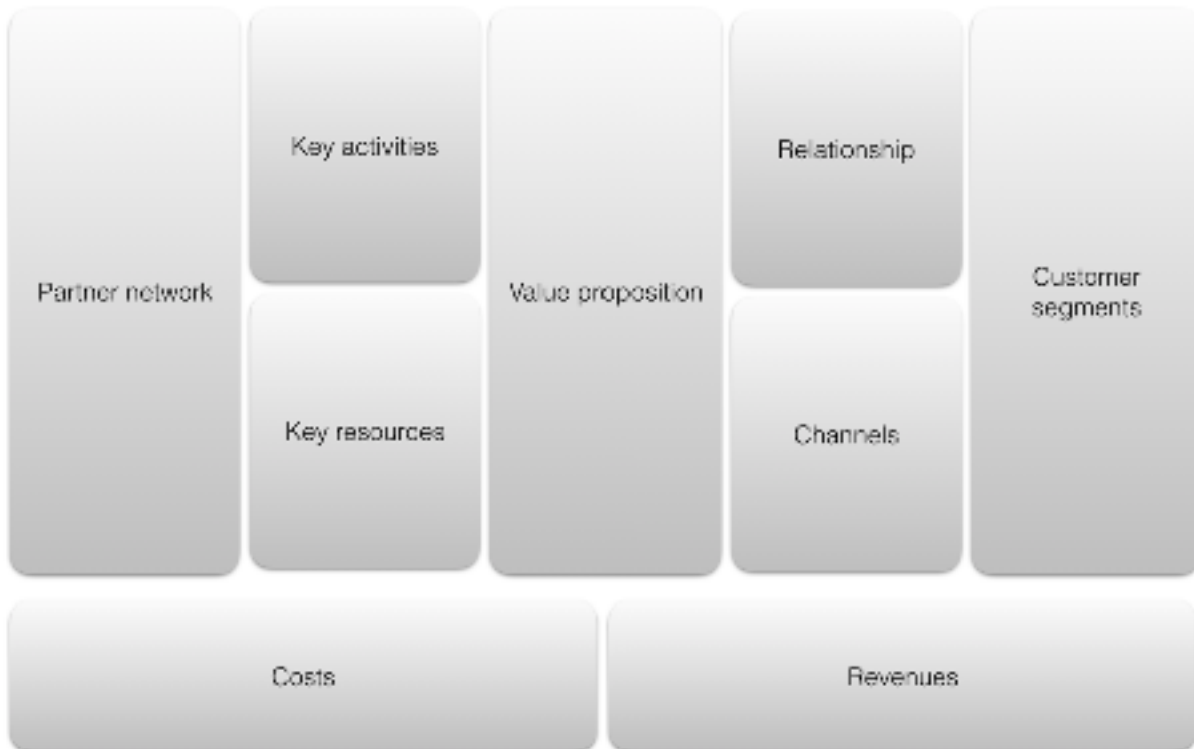 Partner network
Key activities
Key resources
Value proposition
Relationship
Channels
Customer
segments
Costs
Revenues